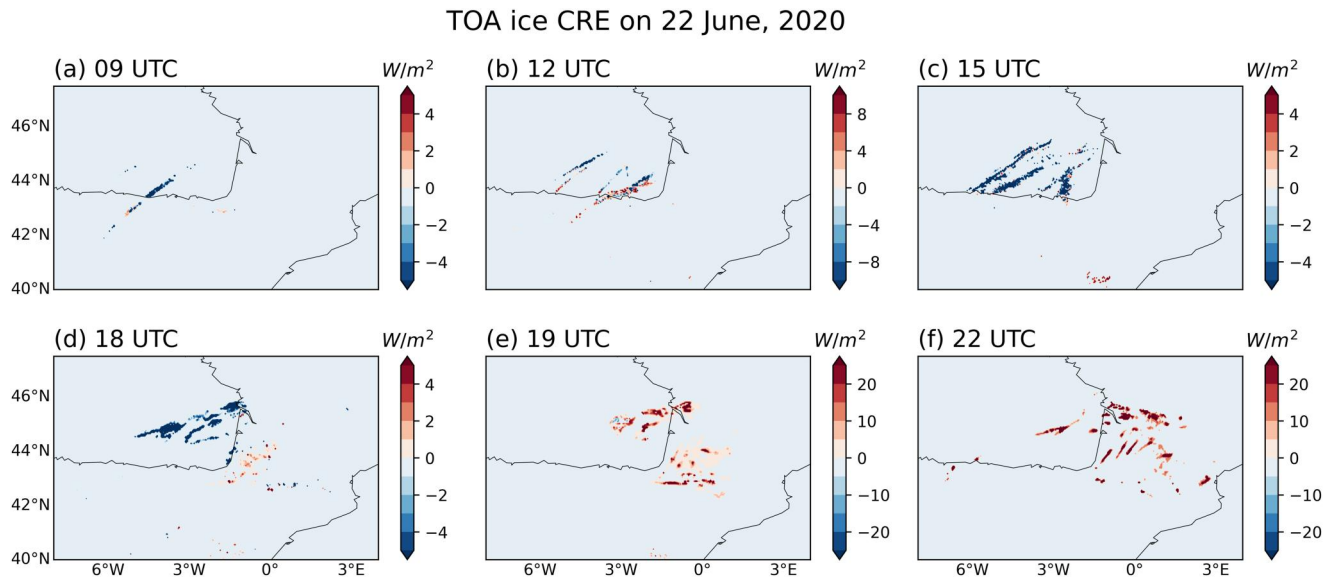 TOA ice CRE on 22 June, 2020
(a) 09 UTC W/m² (b) 12 UTC W/m² (c) 15 UTC W/m²
46°N
44°N
42°N
40°N
4
2
0
−2
−4
8
4
0
−4
−8
4
2
0
−2
−4
(d) 18 UTC W/m² (e) 19 UTC W/m² (f) 22 UTC W/m²
46°N
44°N
42°N
40°N
4
2
0
−2
−4
20
10
0
−10
−20
20
10
0
−10
−20
6°W 3°W 0° 3°E 6°W 3°W 0° 3°E 6°W 3°W 0° 3°E